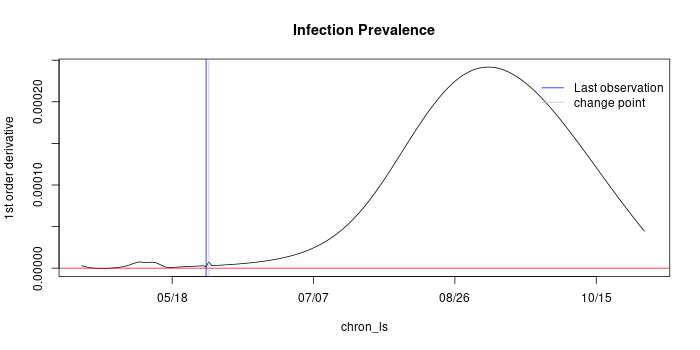 Infection Prevalence
1st order derivative
0.00020
0.00010
0.00000
Last observation
change point
05/18 07/07 08/26 10/15
chron_ls